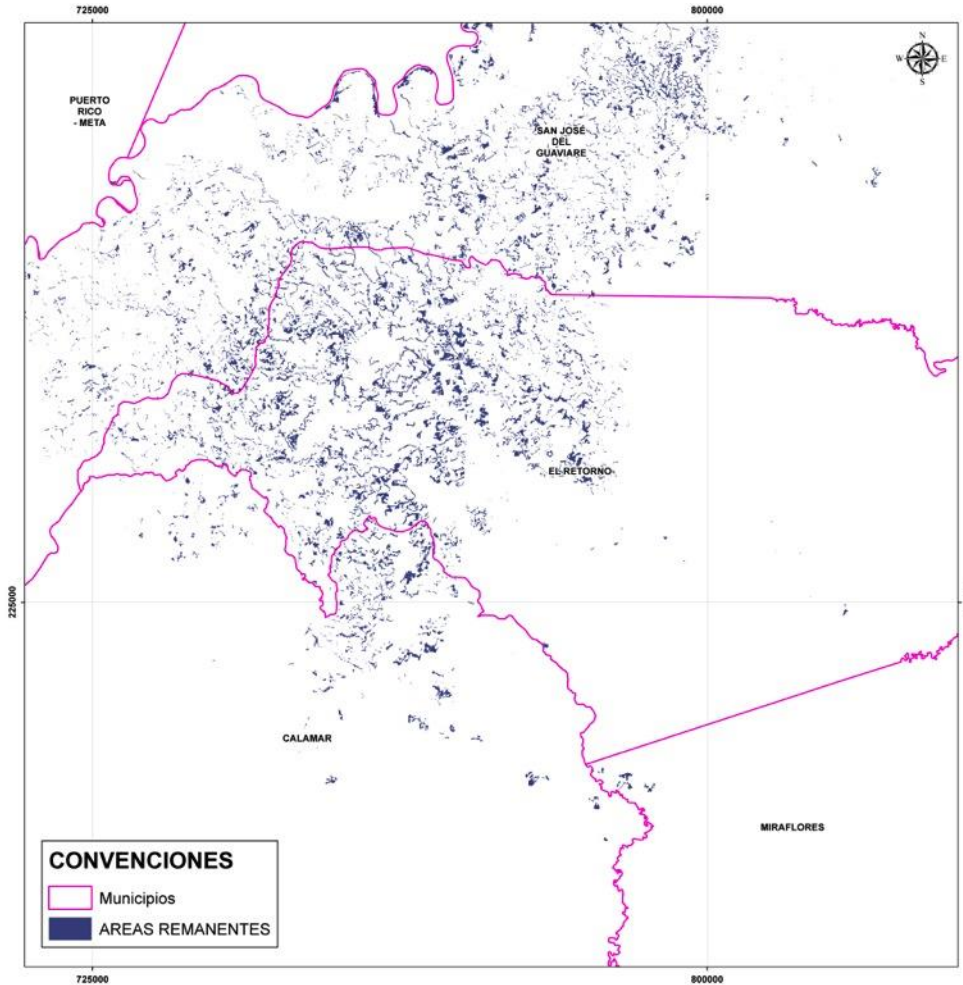 725000
800000
N
W
E
S
PUERTO
RICO
- META
SAN JOSE
DEL
GUAVIARE
EL RETORNO
225000
CALAMAR
MIRAFLORES
CONVENCIONES
Municipios
AREAS REMANENTES
725000
800000